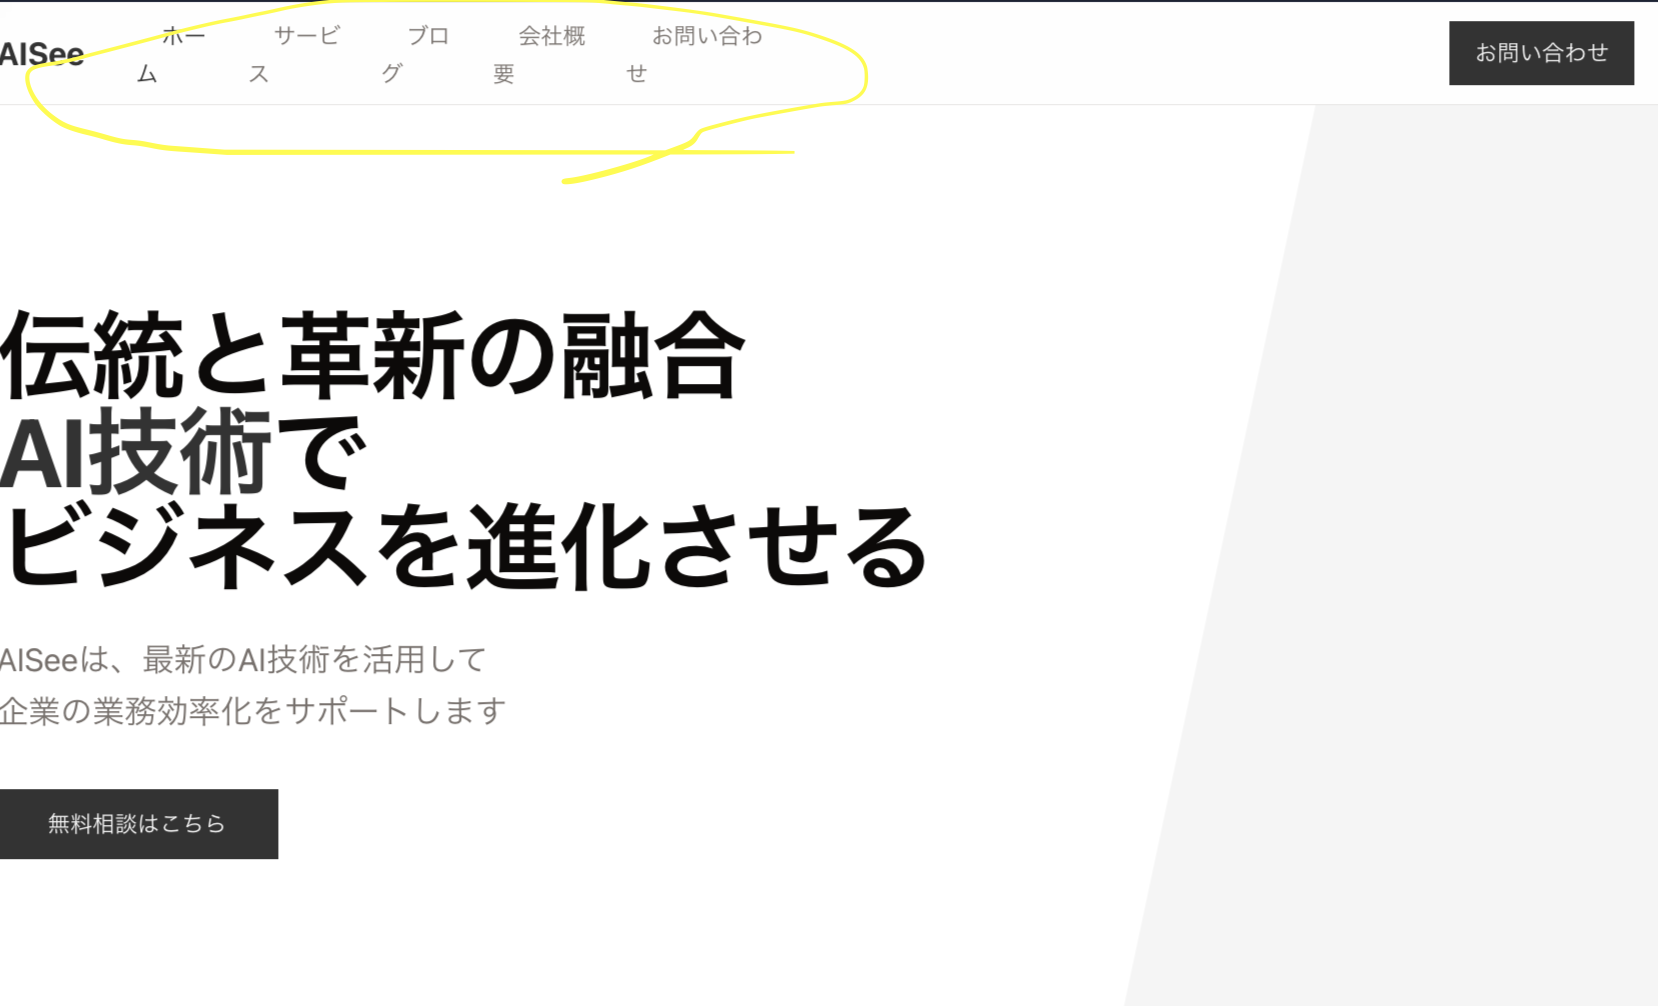 AISee
ホー
ム
サービ
ス
ブロ
グ
会社概
要
お問い合わ
せ
お問い合わせ
伝統と革新の融合
AI技術で
ビジネスを進化させる
AISeeは、最新のAI技術を活用して
企業の業務効率化をサポートします
無料相談はこちら